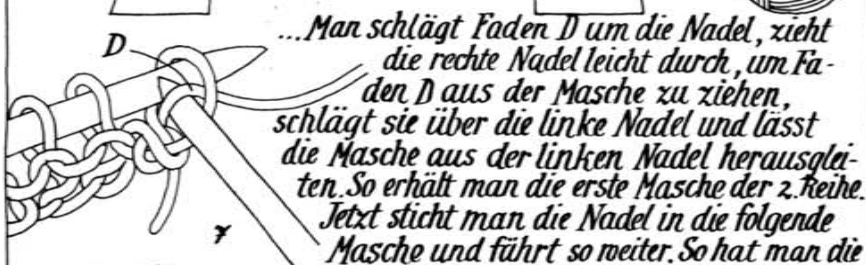 ...Man schlägt Faden D um die Nadel, zieht
D
die rechte Nadel leicht durch, um Fa-
den D aus der Masche zu ziehen,
schlägt sie über die linke Nadel und lässt
die Masche aus der linken Nadel herausglei-
ten. So erhält man die erste Masche der 2. Reihe.
Jetzt sticht man die Nadel in die folgende
7
Masche und führt so weiter. So hat man die